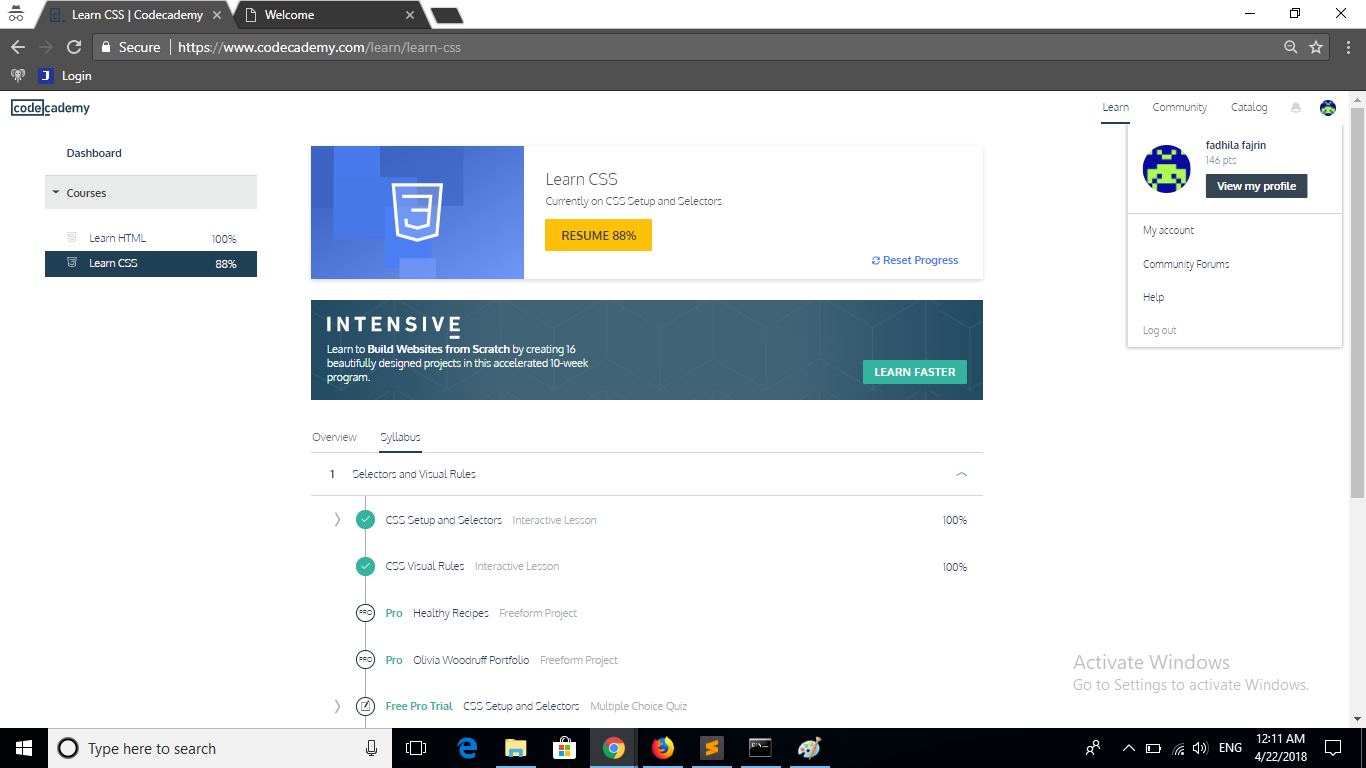 Learn CSS | Codecademy
Welcome
Secure
https://www.codecademy.com/learn/learn-css
J
Login
codecademy
Learn
Community
Catalog
fadhila fajrin
146 pts
View my profile
My account
Community Forums
Help
Log out
Dashboard
Courses
Learn HTML 100%
Learn CSS 88%
Learn CSS
Currently on CSS Setup and Selectors
RESUME 88%
Reset Progress
INTENSIVE
Learn to Build Websites from Scratch by creating 16
beautifully designed projects in this accelerated 10-week
program.
LEARN FASTER
Overview
Syllabus
1 Selectors and Visual Rules
CSS Setup and Selectors Interactive Lesson 100%
CSS Visual Rules Interactive Lesson 100%
PRO Pro Healthy Recipes Freeform Project
PRO Pro Olivia Woodruff Portfolio Freeform Project
Free Pro Trial CSS Setup and Selectors Multiple Choice Quiz
Activate Windows
Go to Settings to activate Windows.
Type here to search
ENG
12:11 AM
4/22/2018